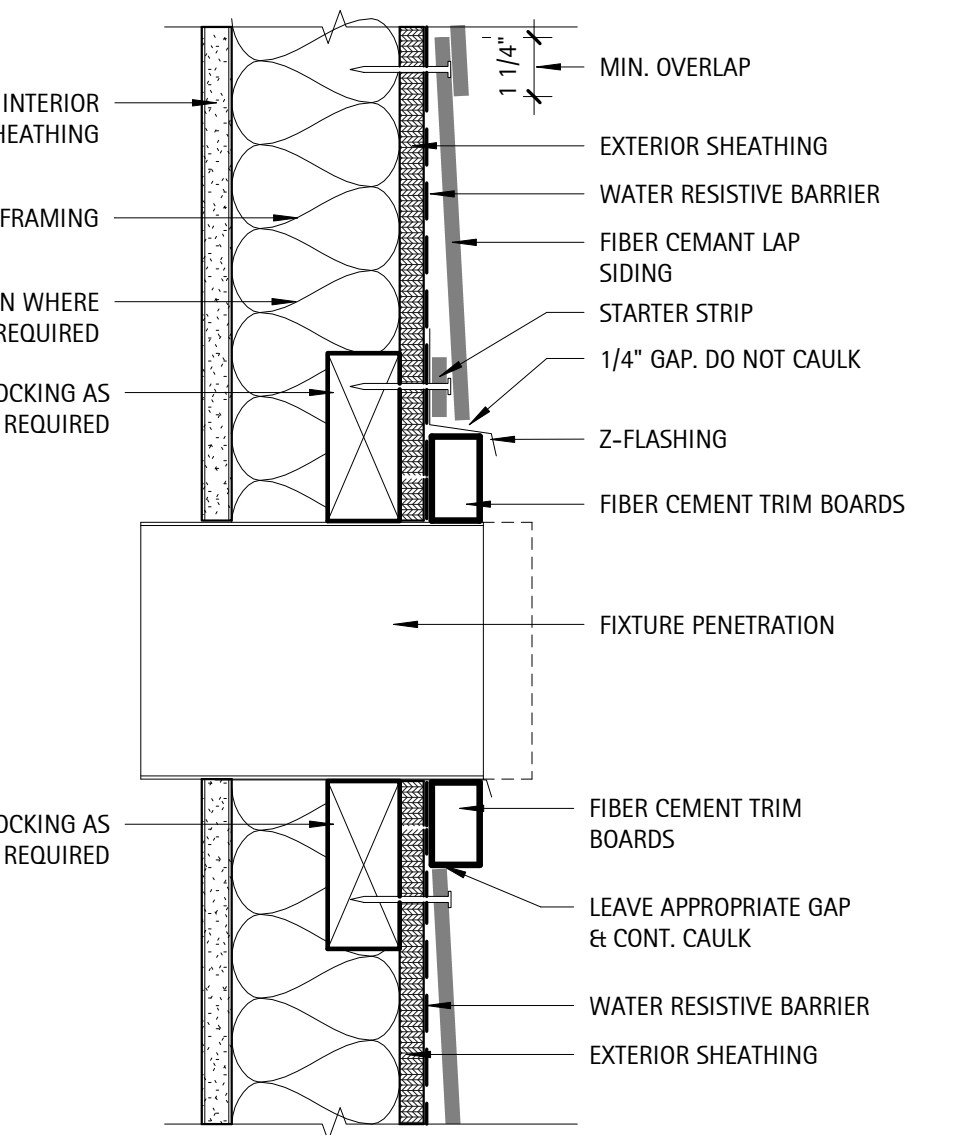 INTERIOR
HEATHING
FRAMING
N WHERE
REQUIRED
OCKING AS
REQUIRED
OCKING AS
REQUIRED
1 1/4"
MIN. OVERLAP
EXTERIOR SHEATHING
WATER RESISTIVE BARRIER
FIBER CEMANT LAP
SIDING
STARTER STRIP
1/4" GAP. DO NOT CAULK
Z-FLASHING
FIBER CEMENT TRIM BOARDS
FIXTURE PENETRATION
FIBER CEMENT TRIM
BOARDS
LEAVE APPROPRIATE GAP
& CONT. CAULK
WATER RESISTIVE BARRIER
EXTERIOR SHEATHING